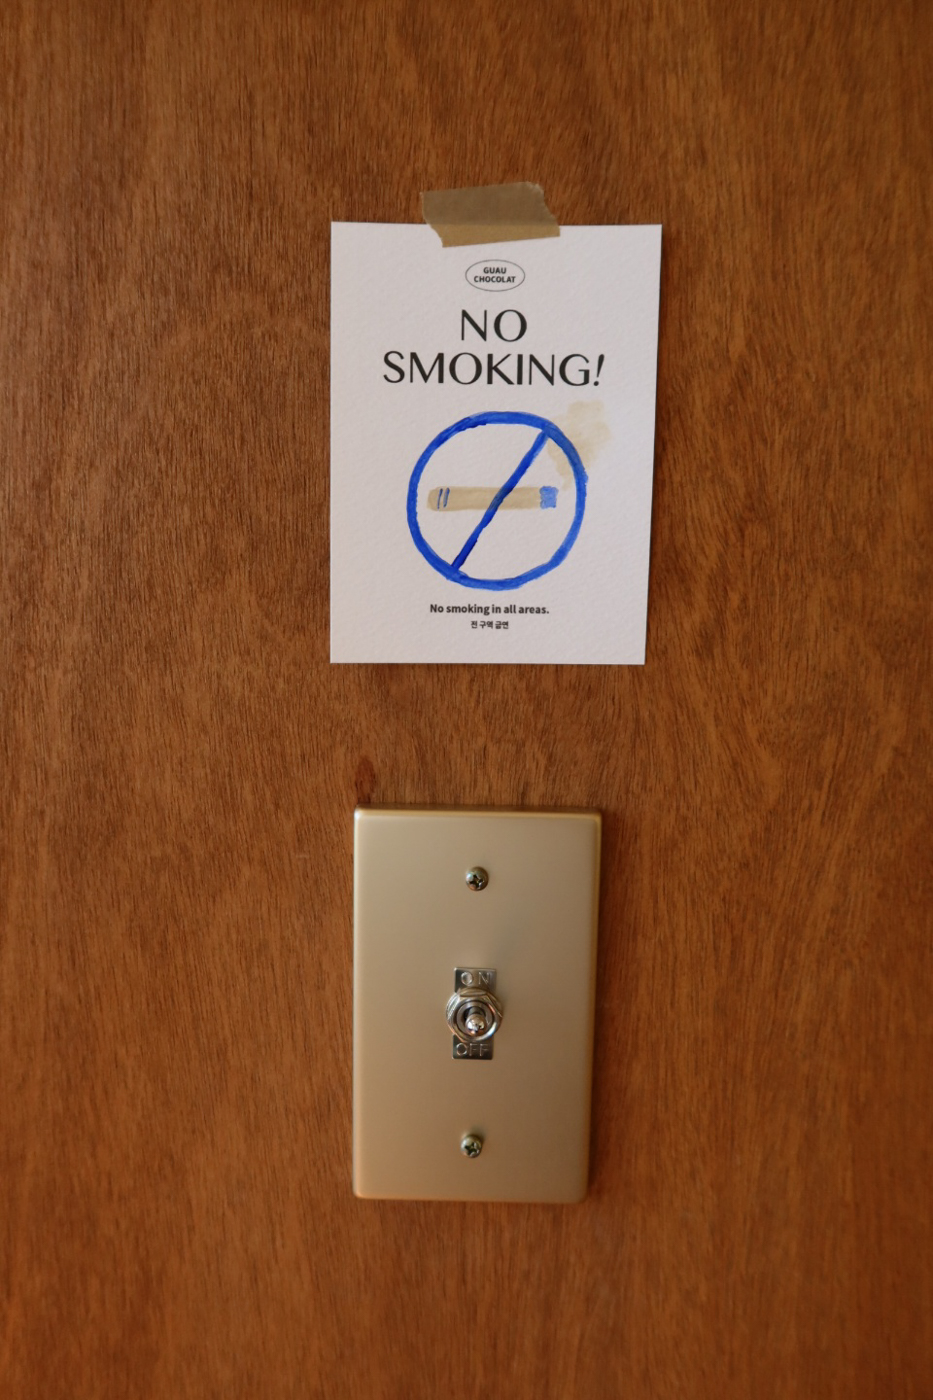 GUAU
CHOCOLAT
NO
SMOKING!
No smoking in all areas.
전 구역 금연
ON
OFF